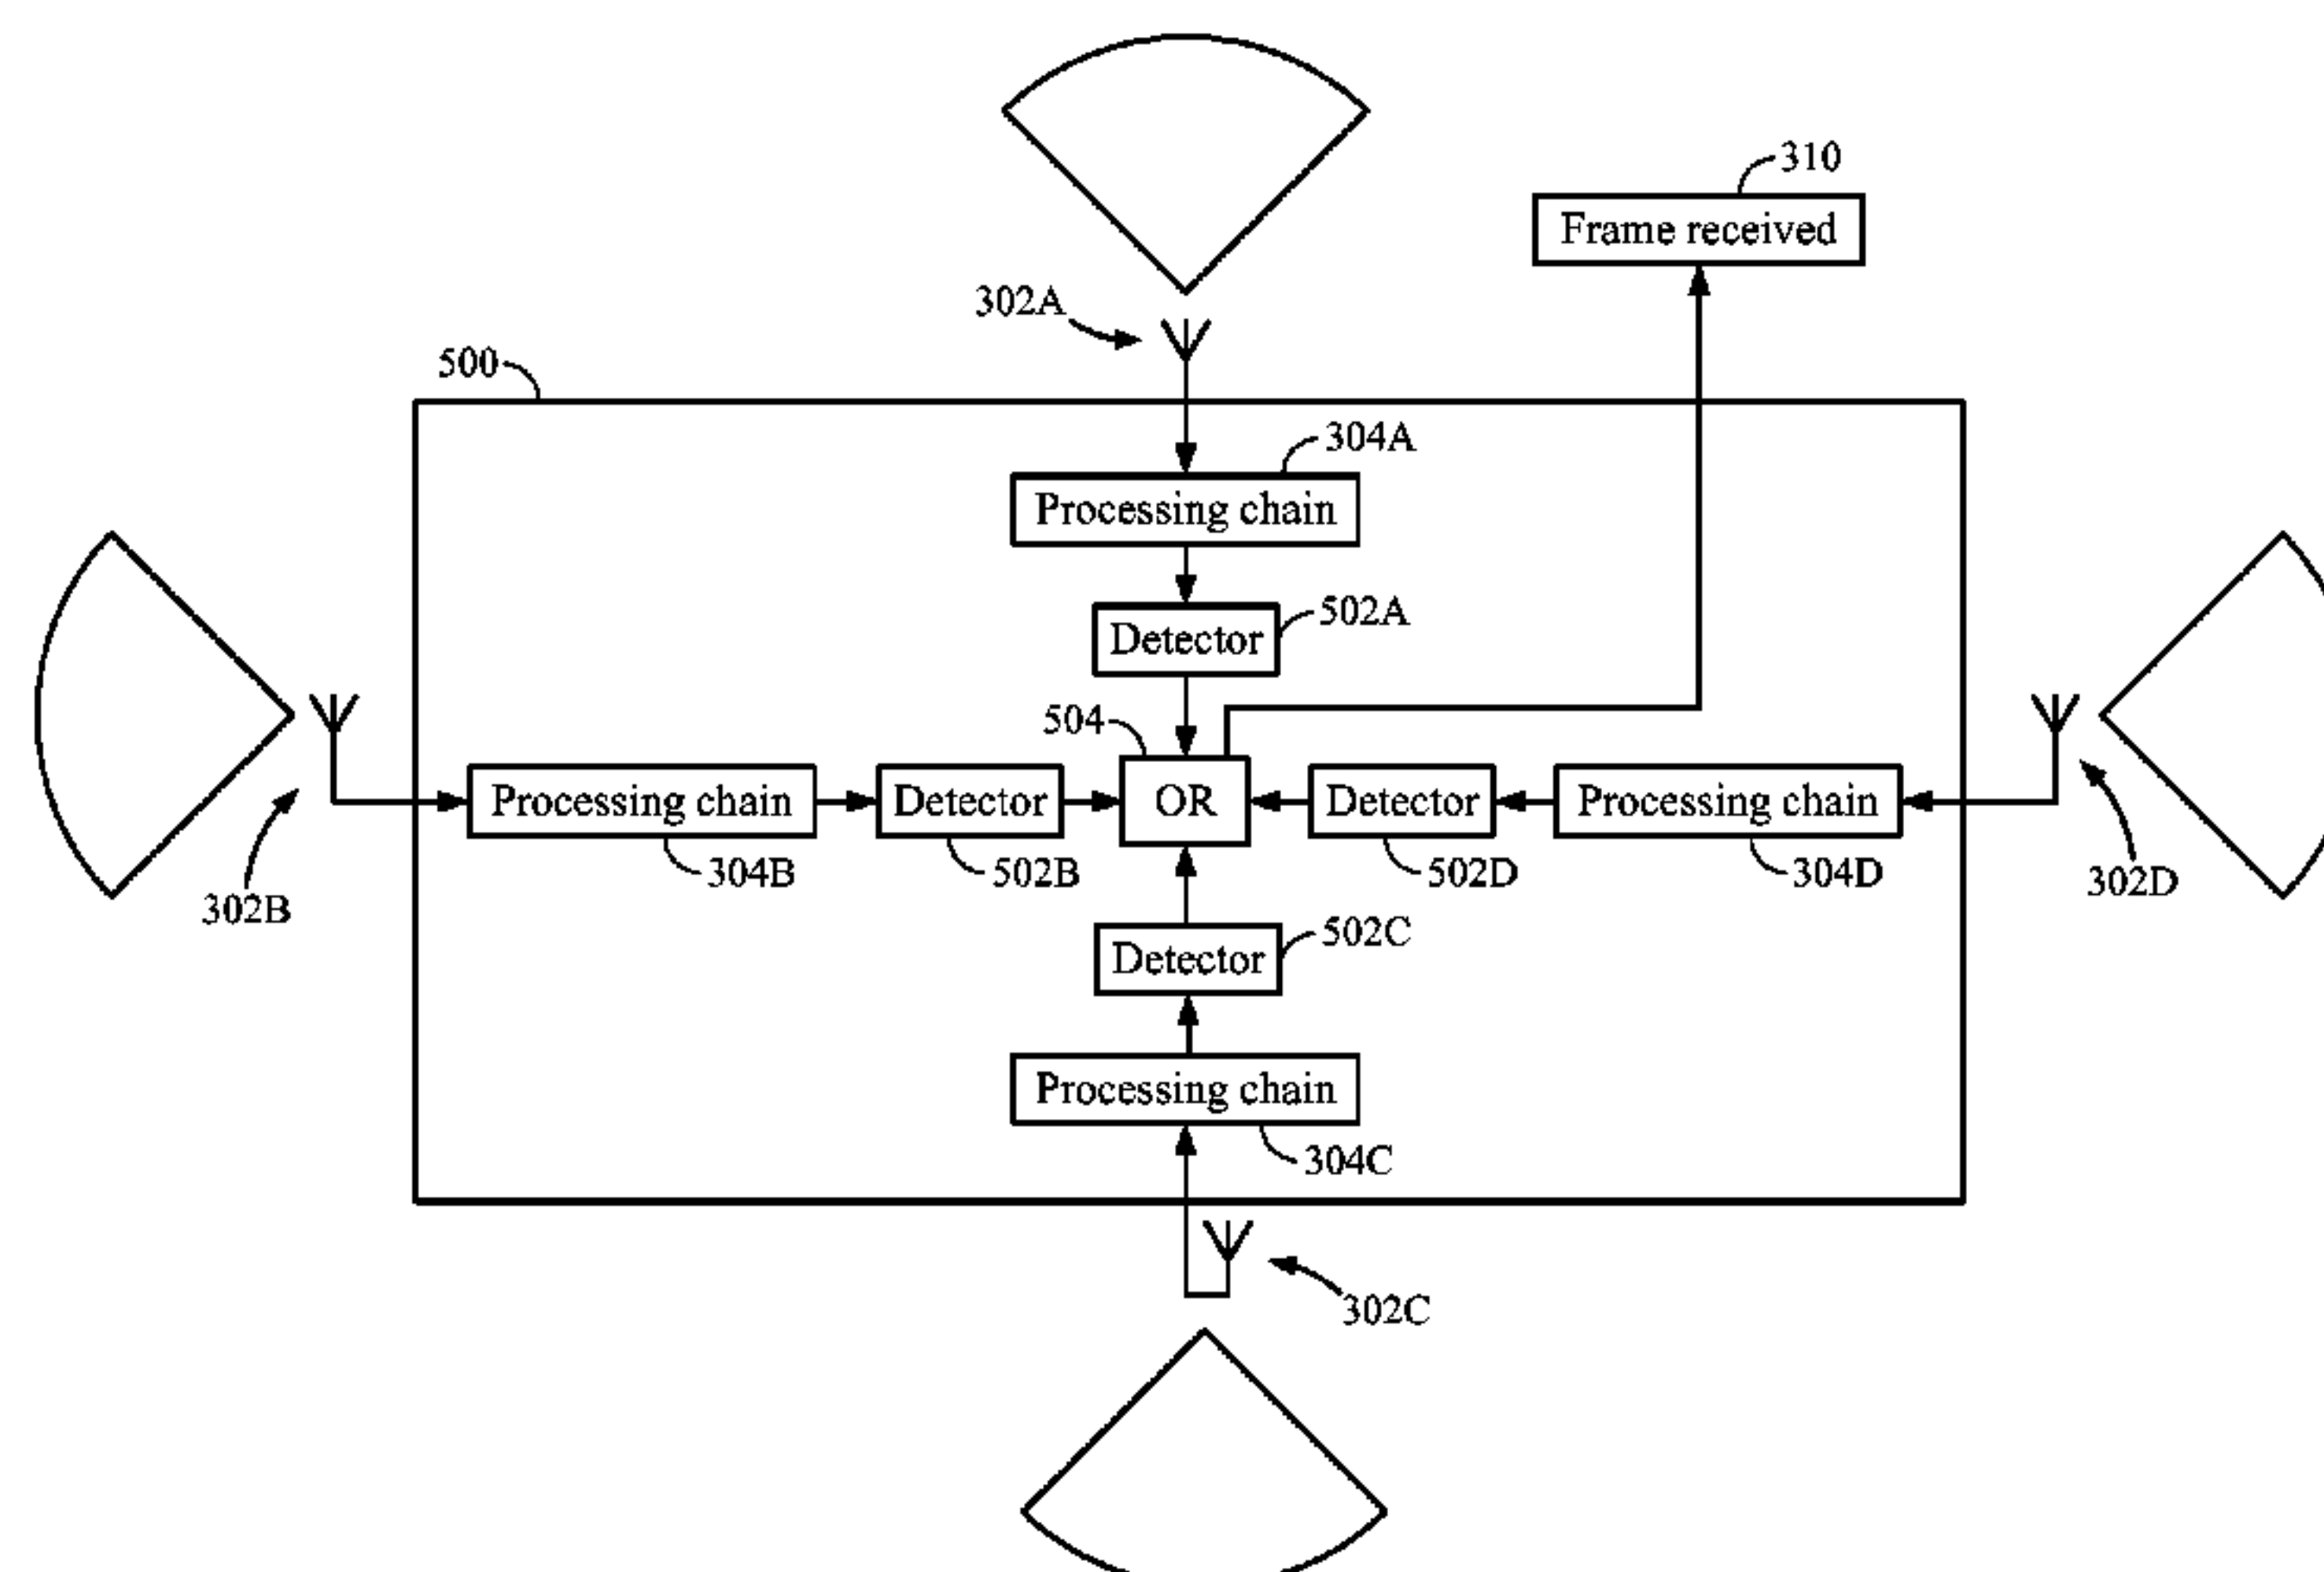 310
Frame received
302A
500
304A
Processing chain
502A
Detector
504
OR
Processing chain
Detector
Detector
Processing chain
304B
502B
502D
304D
302B
302D
502C
Detector
Processing chain
304C
302C